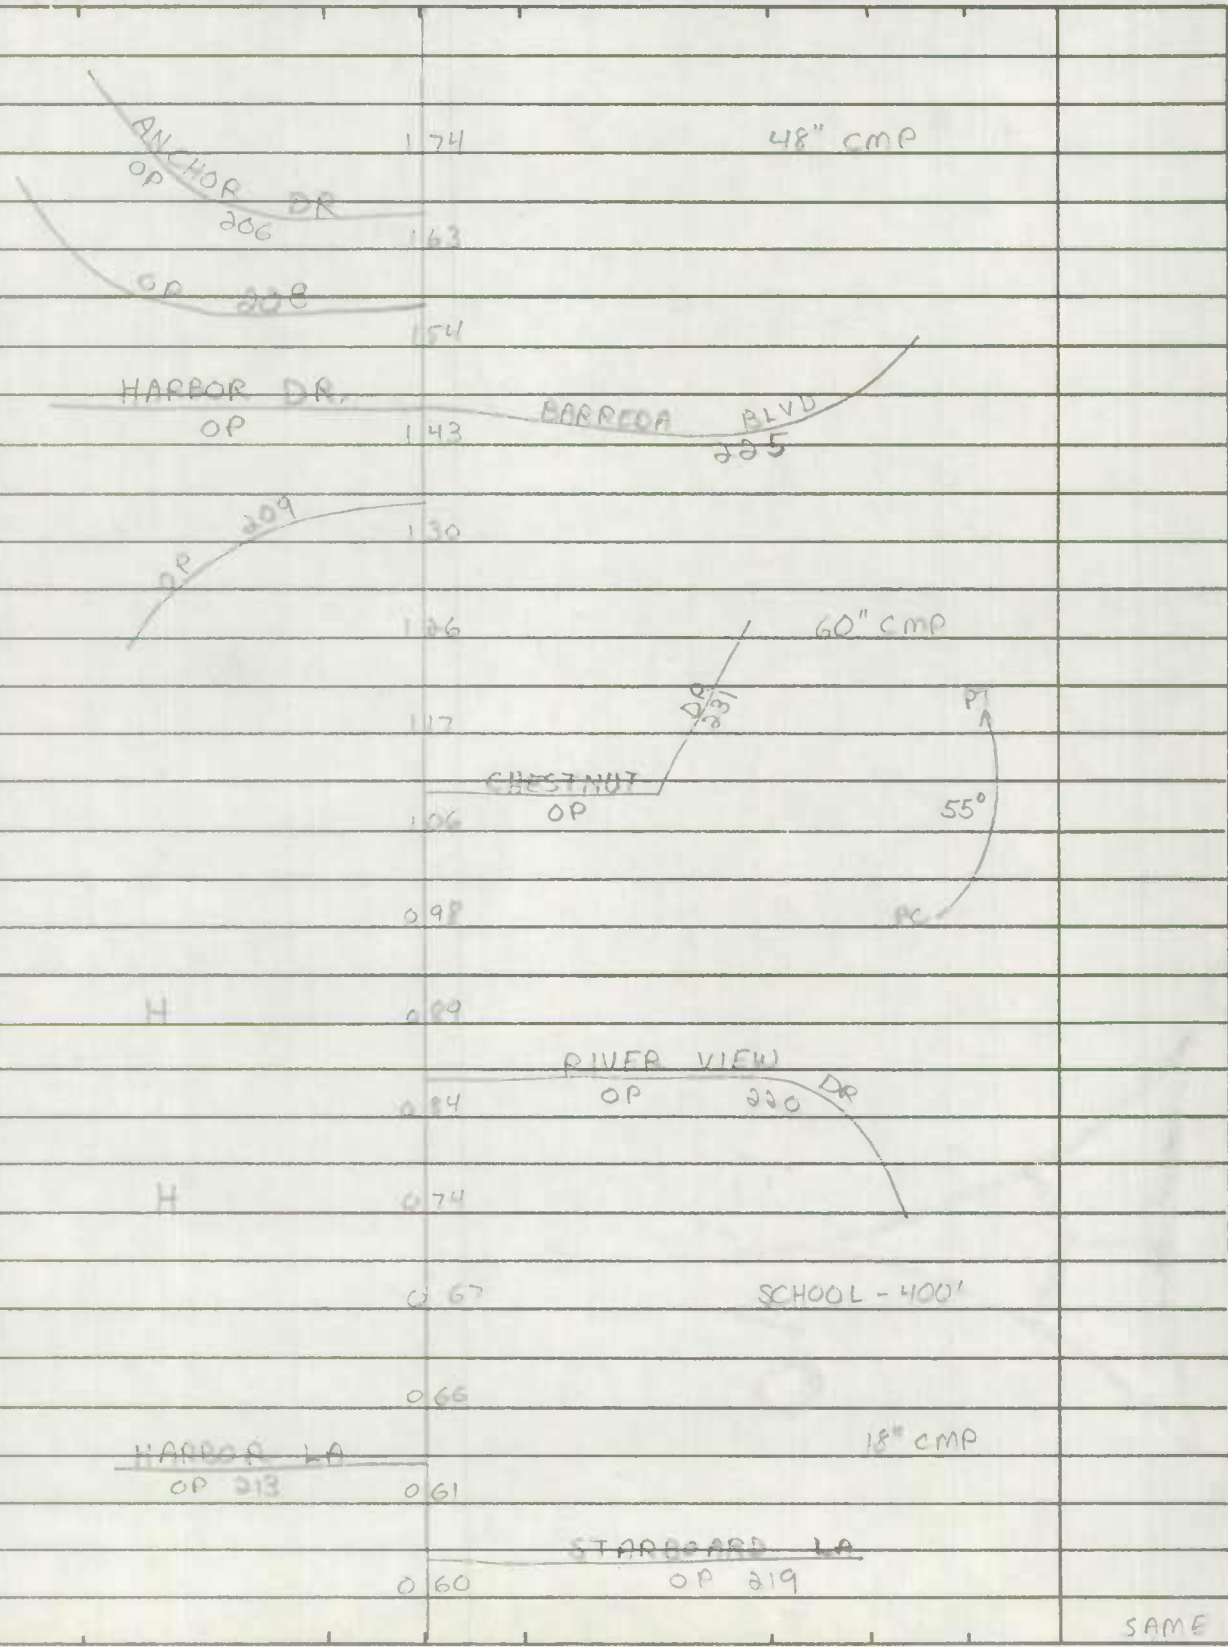 1 74 48" CMP
ANCHOR DR
OP 206
1 63
OP 208
1 54
HARBOR DR. BARREDA BLVD
OP 1 43 225
OP 209
1 30
1 26 60" CMP
DR 231
PT
1 17
CHESTNUT
OP
1 06 55°
0 98 PC
H 0 89
RIVER VIEW DR
OP 220
0 84
H 0 74
0 67 SCHOOL - 400'
0 66
HARBOR LA 18" CMP
OP 213 0 61
STARBOARD LA
0 60 OP 219
SAME